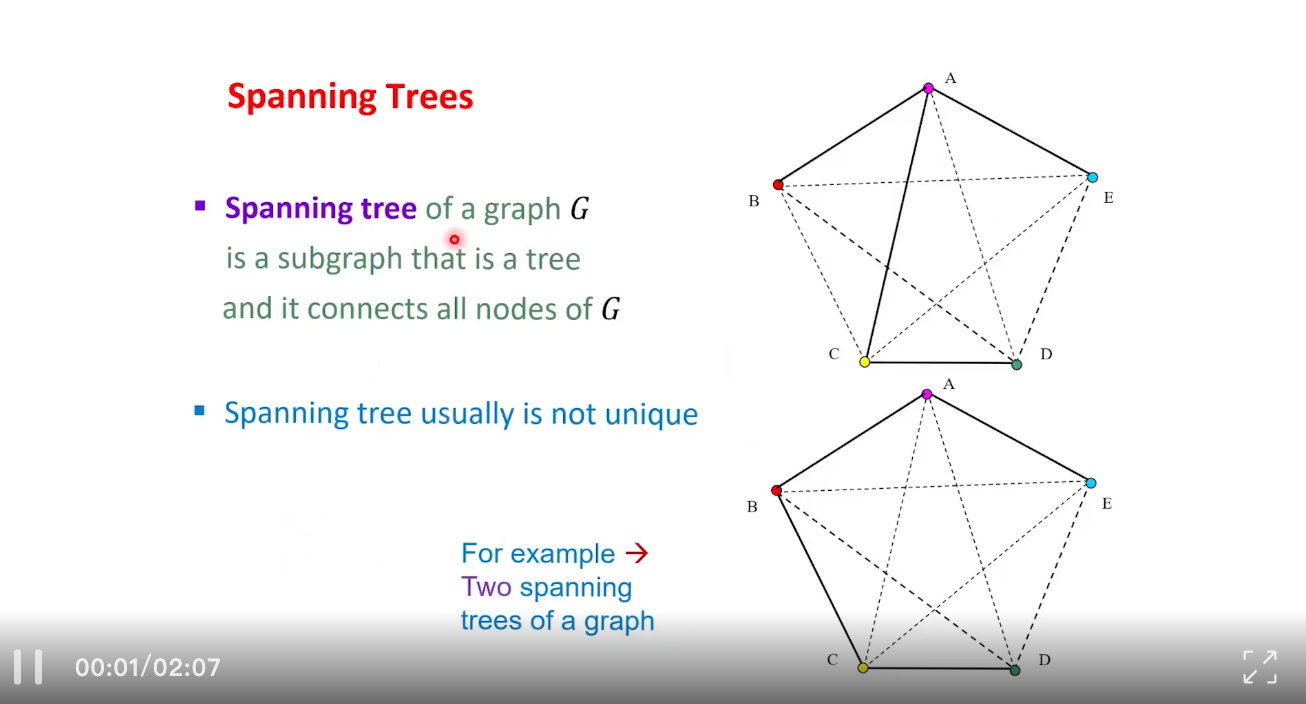 Spanning Trees
▪ Spanning tree of a graph G
is a subgraph that is a tree
and it connects all nodes of G
▪ Spanning tree usually is not unique
For example →
Two spanning
trees of a graph
A
B
E
C
D
A
B
E
C
D
00:01/02:07